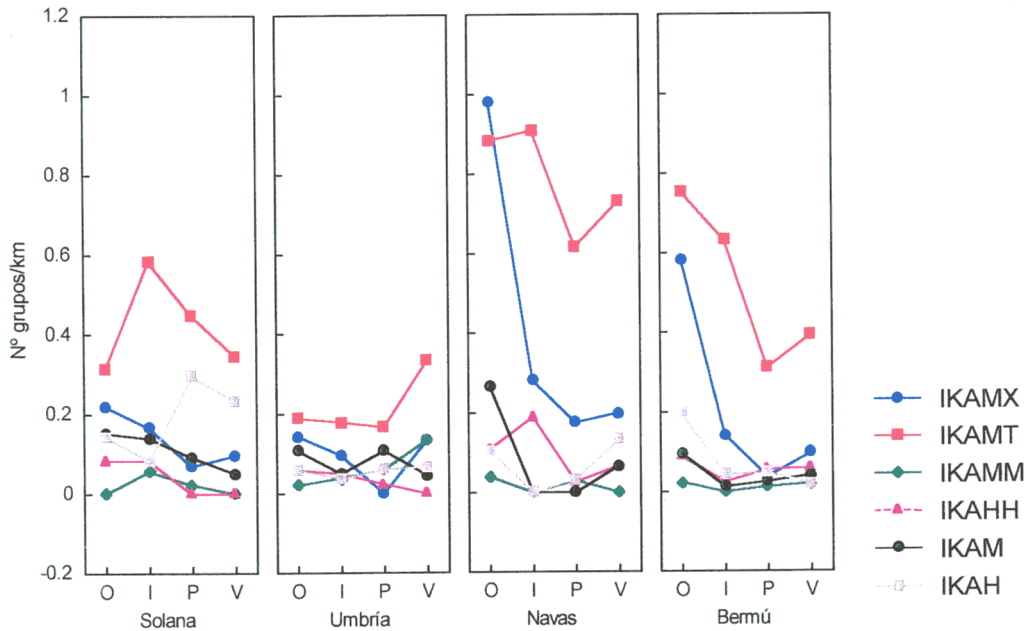 Nº grupos/km
1.2
1
0.8
0.6
0.4
0.2
0
-0.2
O I P V
Solana
O I P V
Umbría
O I P V
Navas
O I P V
Bermú
IKAMX
IKAMT
IKAMM
IKAHH
IKAM
IKAH